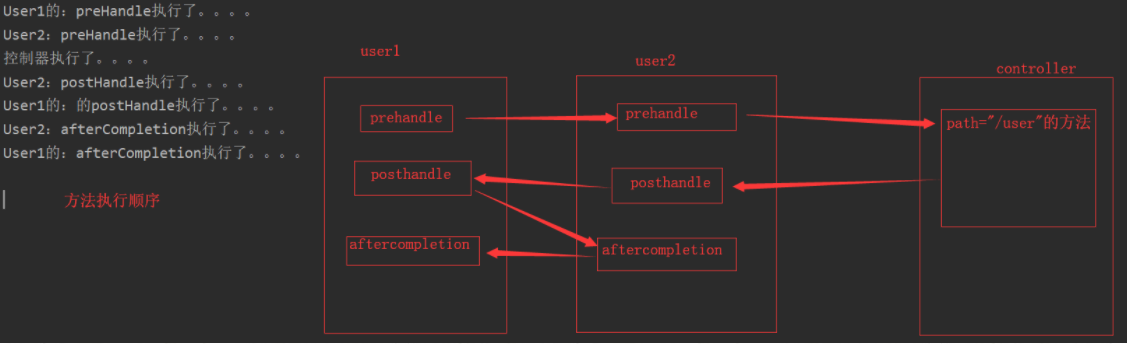 User1的：preHandle执行了。。。。
User2：preHandle执行了。。。。
控制器执行了。。。。
User2：postHandle执行了。。。。
User1的：的postHandle执行了。。。。
User2：afterCompletion执行了。。。。
User1的：afterCompletion执行了。。。。
方法执行顺序
user1
prehandle
posthandle
aftercompletion
user2
prehandle
posthandle
aftercompletion
controller
path="/user"的方法